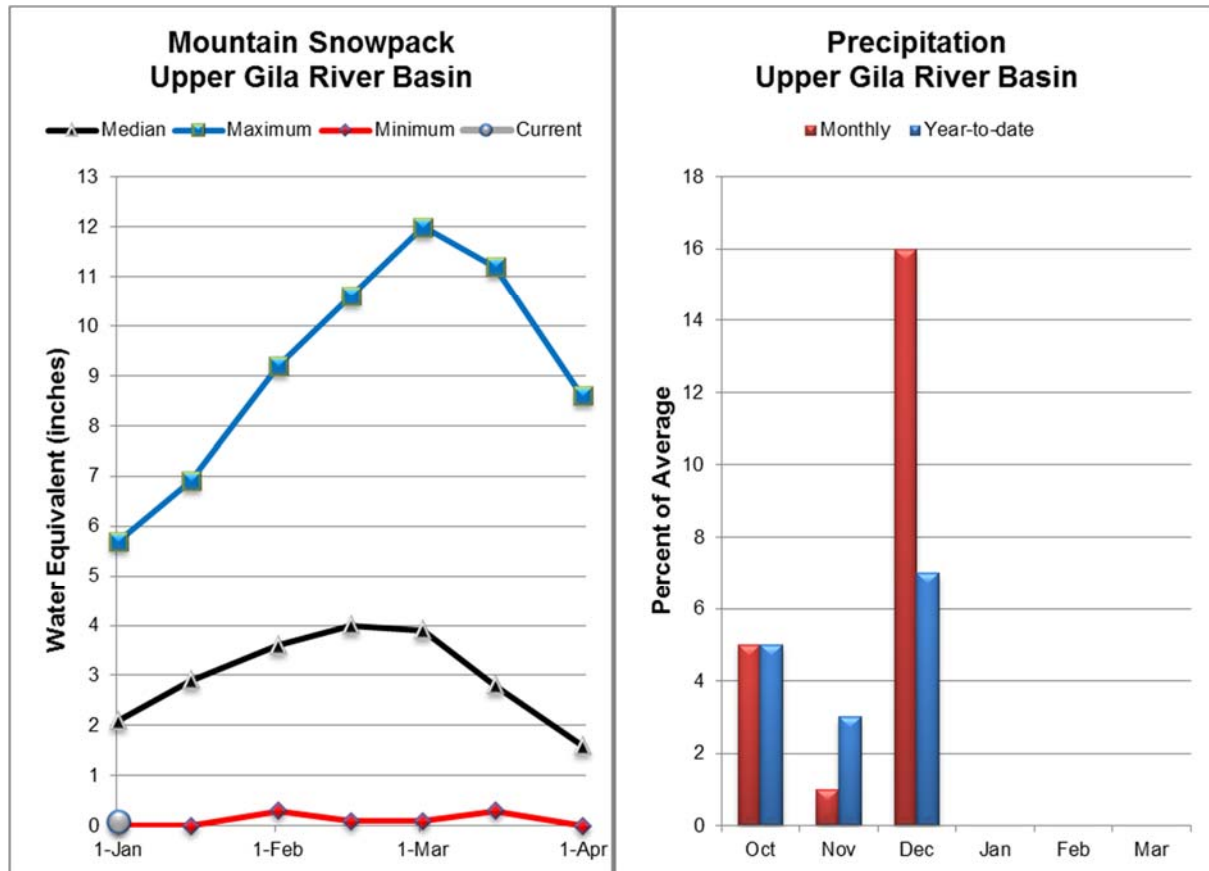 Mountain Snowpack
Upper Gila River Basin
Median Maximum Minimum Current
Water Equivalent (inches)
13
12
11
10
9
8
7
6
5
4
3
2
1
0
1-Jan 1-Feb 1-Mar 1-Apr
Precipitation
Upper Gila River Basin
Monthly Year-to-date
Percent of Average
18
16
14
12
10
8
6
4
2
0
Oct Nov Dec Jan Feb Mar